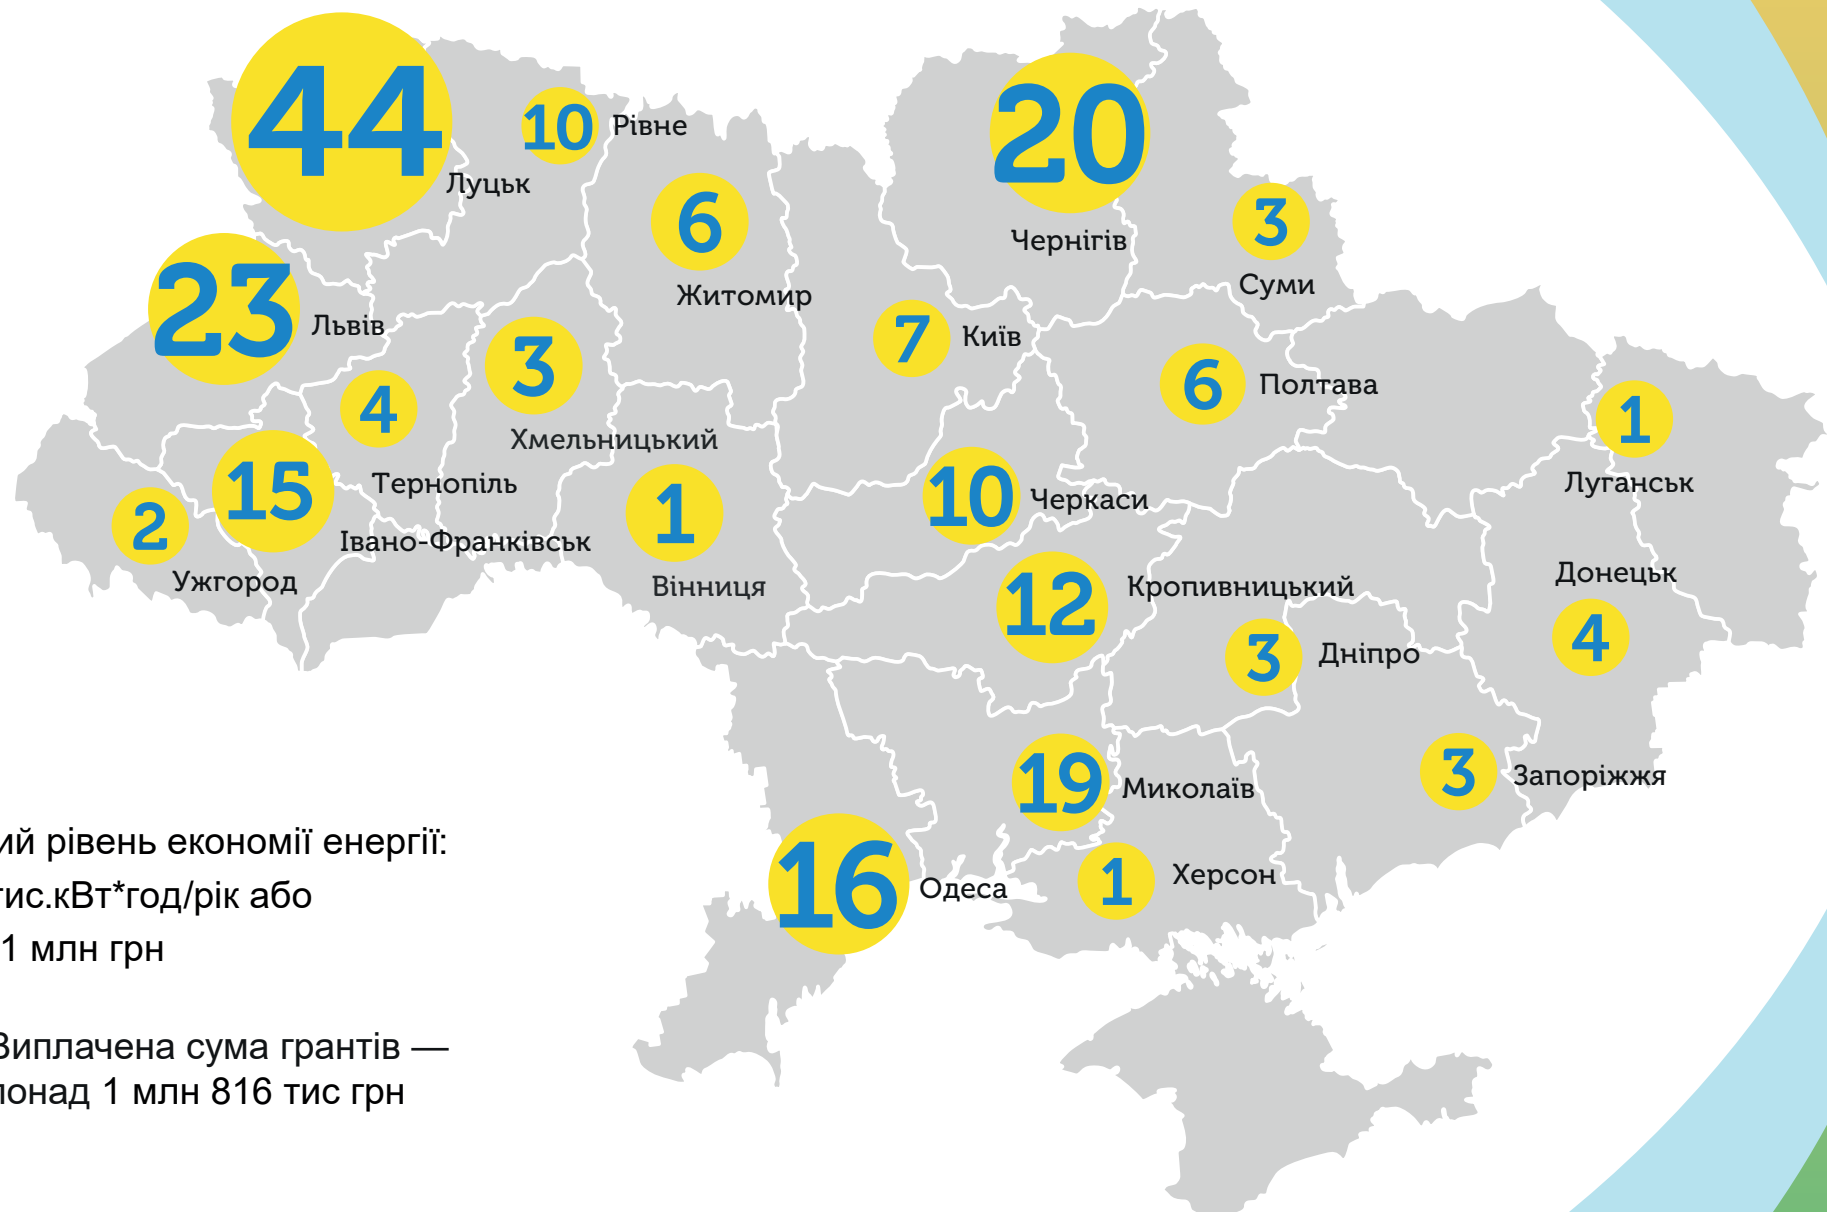 44
Луцьк
10
Рівне
20
Чернігів
6
Житомир
3
Суми
23
Львів
7
Київ
3
Хмельницький
4
Тернопіль
6
Полтава
1
Луганськ
15
Івано-Франківськ
2
Ужгород
1
Вінниця
10
Черкаси
12
Кропивницький
3
Дніпро
Донецьк
4
19
Миколаїв
3
Запоріжжя
16
Одеса
1
Херсон
ий рівень економії енергії:
тис.кВт*год/рік або
1 млн грн
Виплачена сума грантів —
понад 1 млн 816 тис грн